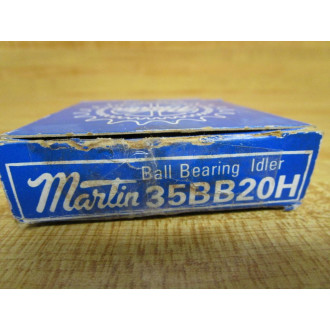 Ball Bearing Idler
Martin 35BB20H